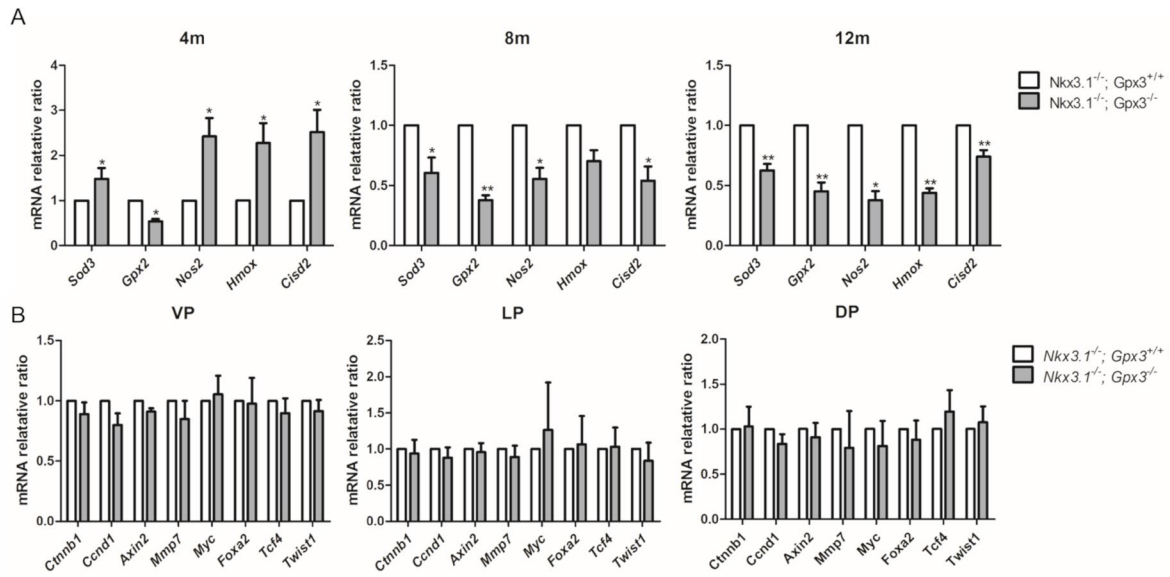 A
4m
8m
12m
mRNA relatative ratio
4
3
2
1
0
*
*
*
*
*
Sod3
Gpx2
Nos2
Hmox
Cisd2
mRNA relatative ratio
1.5
1.0
0.5
0.0
*
**
*
*
Sod3
Gpx2
Nos2
Hmox
Cisd2
mRNA relatative ratio
1.5
1.0
0.5
0.0
**
**
*
**
**
Sod3
Gpx2
Nos2
Hmox
Cisd2
Nkx3.1-/-; Gpx3+/+
Nkx3.1-/-; Gpx3-/-
B
VP
LP
DP
mRNA relatative ratio
1.5
1.0
0.5
0.0
Ctnnb1
Ccnd1
Axin2
Mmp7
Myc
Foxa2
Tcf4
Twist1
mRNA relatative ratio
2.5
2.0
1.5
1.0
0.5
0.0
Ctnnb1
Ccnd1
Axin2
Mmp7
Myc
Foxa2
Tcf4
Twist1
mRNA relatative ratio
2.0
1.5
1.0
0.5
0.0
Ctnnb1
Ccnd1
Axin2
Mmp7
Myc
Foxa2
Tcf4
Twist1
Nkx3.1-/-; Gpx3+/+
Nkx3.1-/-; Gpx3-/-